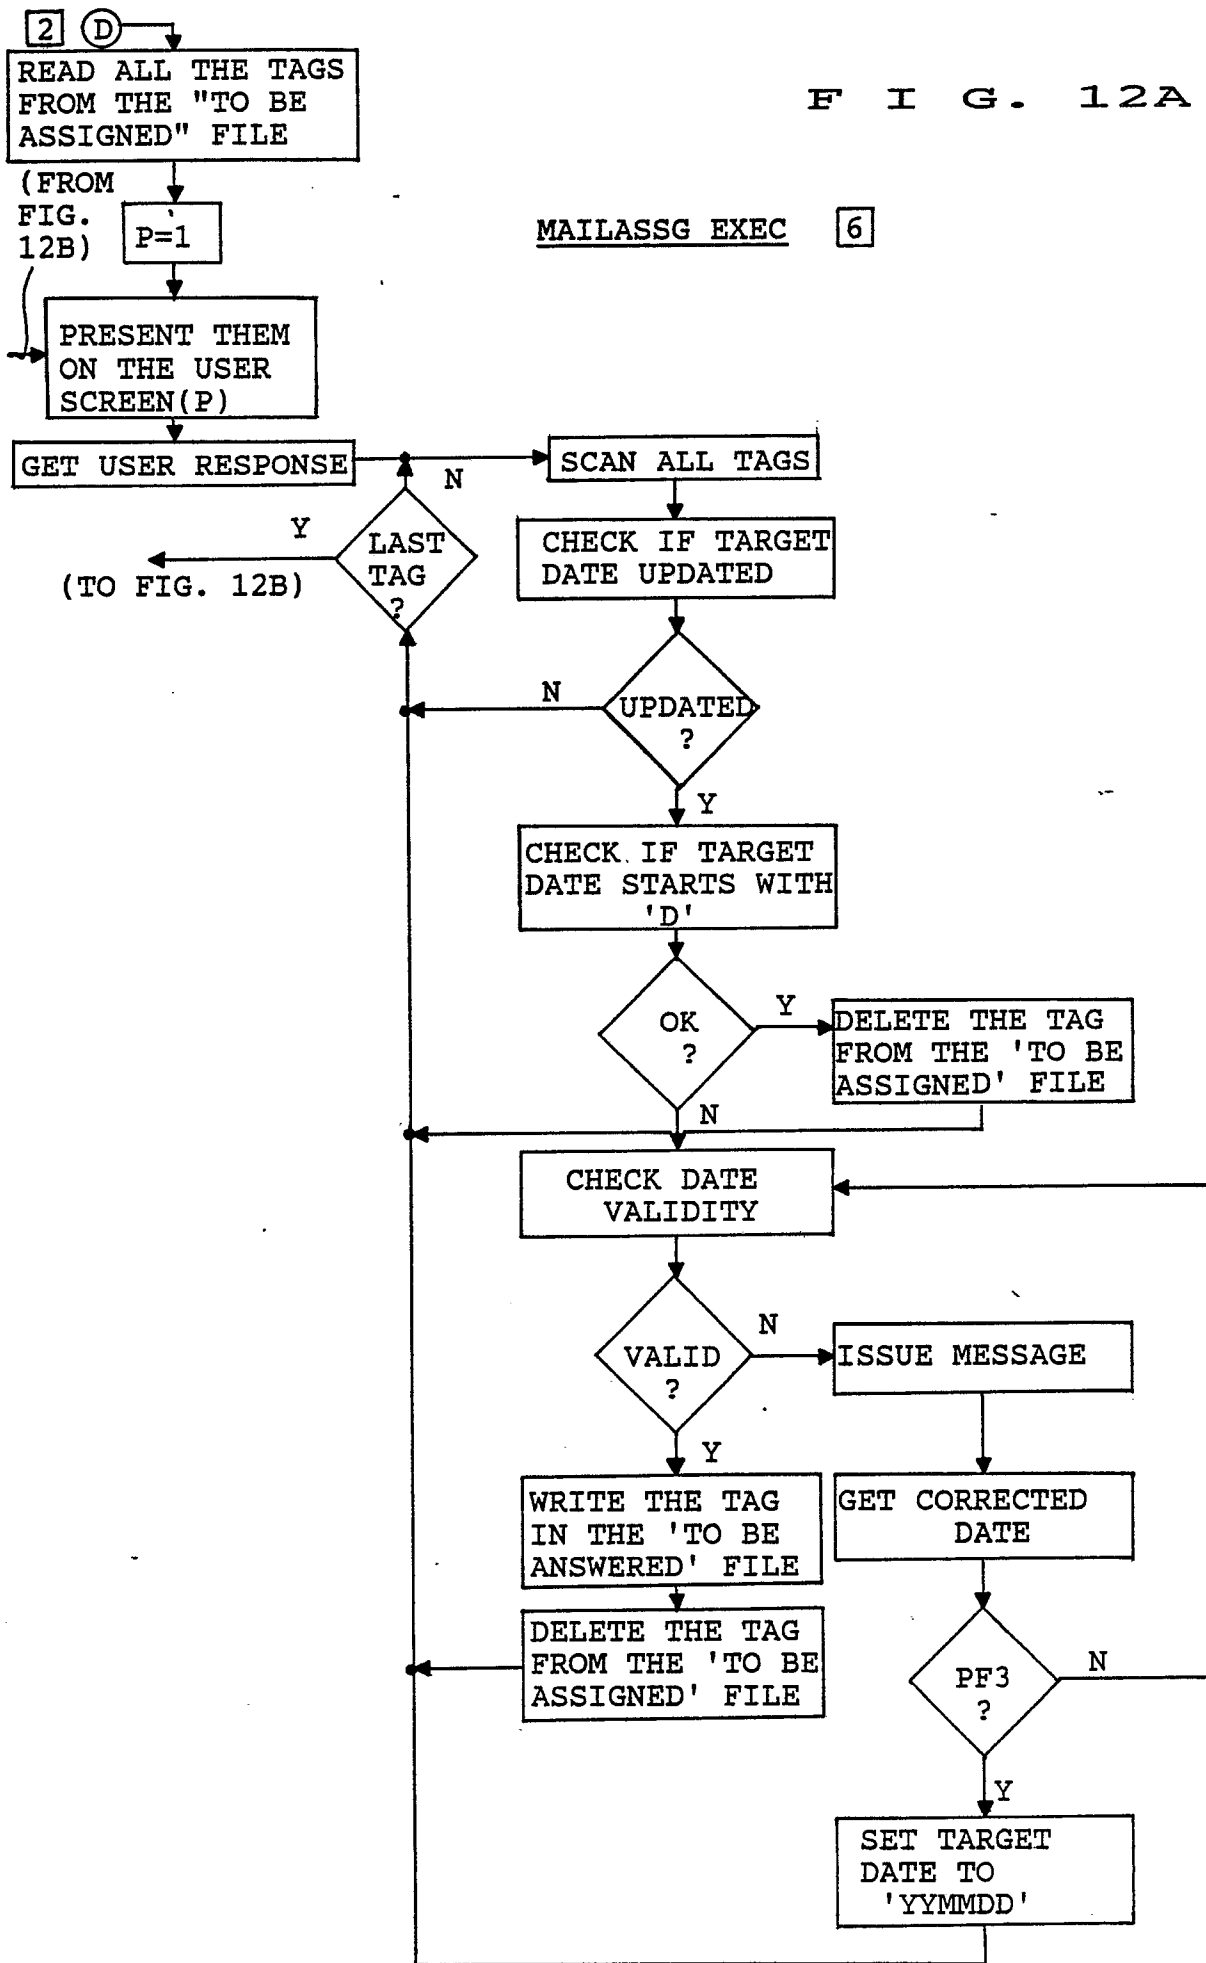 2 D
READ ALL THE TAGS
FROM THE "TO BE
ASSIGNED" FILE
FIG. 12A
(FROM
FIG.
12B)
P=1
MAILASSG EXEC 6
PRESENT THEM
ON THE USER
SCREEN(P)
GET USER RESPONSE
N
SCAN ALL TAGS
Y
LAST
TAG
?
(TO FIG. 12B)
CHECK IF TARGET
DATE UPDATED
N
UPDATED
?
Y
CHECK IF TARGET
DATE STARTS WITH
'D'
OK
?
Y
DELETE THE TAG
FROM THE 'TO BE
ASSIGNED' FILE
N
CHECK DATE
VALIDITY
VALID
?
N
ISSUE MESSAGE
Y
WRITE THE TAG
IN THE 'TO BE
ANSWERED' FILE
GET CORRECTED
DATE
DELETE THE TAG
FROM THE 'TO BE
ASSIGNED' FILE
PF3
?
N
Y
SET TARGET
DATE TO
'YYMMDD'